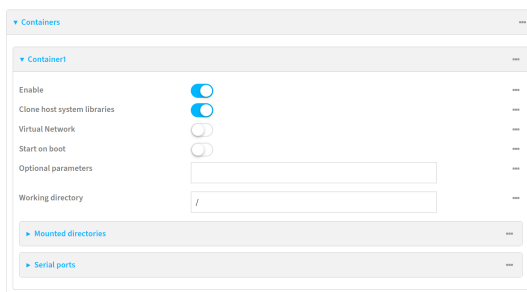 Containers
Container1
Enable
Clone host system libraries
Virtual Network
Start on boot
Optional parameters
Working directory
/
Mounted directories
Serial ports